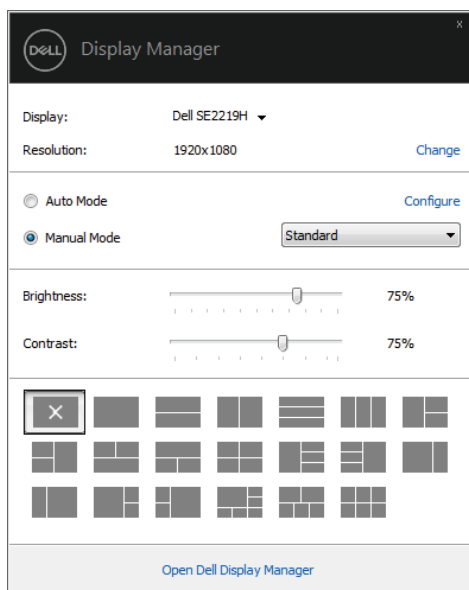 x
DELL Display Manager
Display: Dell SE2219H
Resolution: 1920x1080 Change
Auto Mode Configure
Manual Mode Standard
Brightness: 75%
Contrast: 75%
Open Dell Display Manager